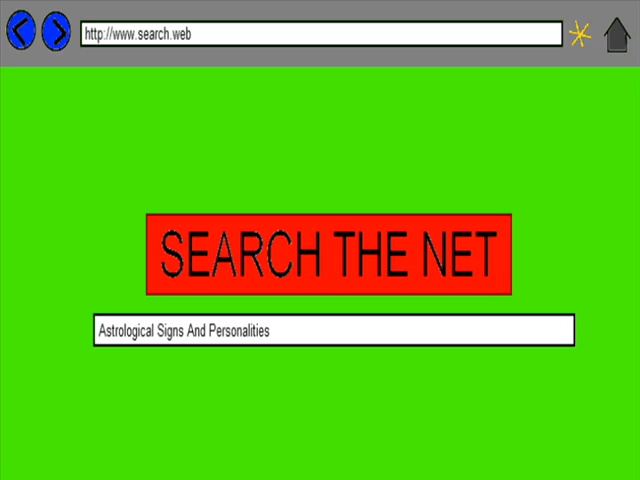 http://www.search.web
SEARCH THE NET
Astrological Signs And Personalities